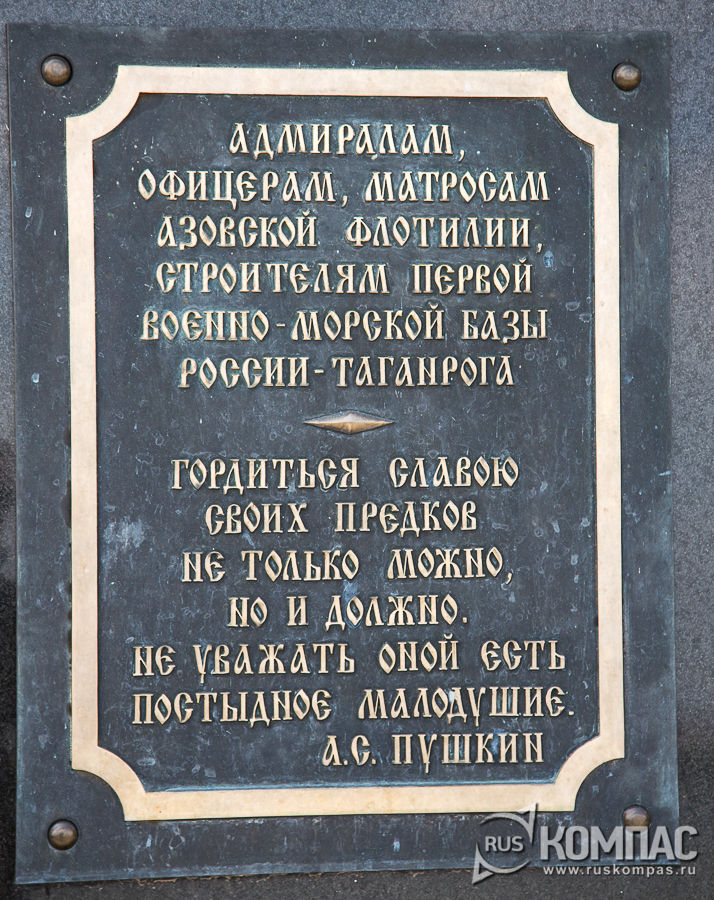 АДМИРАЛАМ,
ОФИЦЕРАМ, МАТРОСАМ
АЗОВСКОЙ ФЛОТИЛИИ,
СТРОИТЕЛЯМ ПЕРВОЙ
ВОЕННО-МОРСКОЙ БАЗЫ
РОССИИ-ТАГАНРОГА
ГОРДИТЬСЯ СЛАВОЮ
СВОИХ ПРЕДКОВ
НЕ ТОЛЬКО МОЖНО,
НО И ДОЛЖНО.
НЕ УВАЖАТЬ ОНОЙ ЕСТЬ
ПОСТЫДНОЕ МАЛОДУШИЕ.
А.С. ПУШКИН
RUS КОМПАС
www.ruskompas.ru